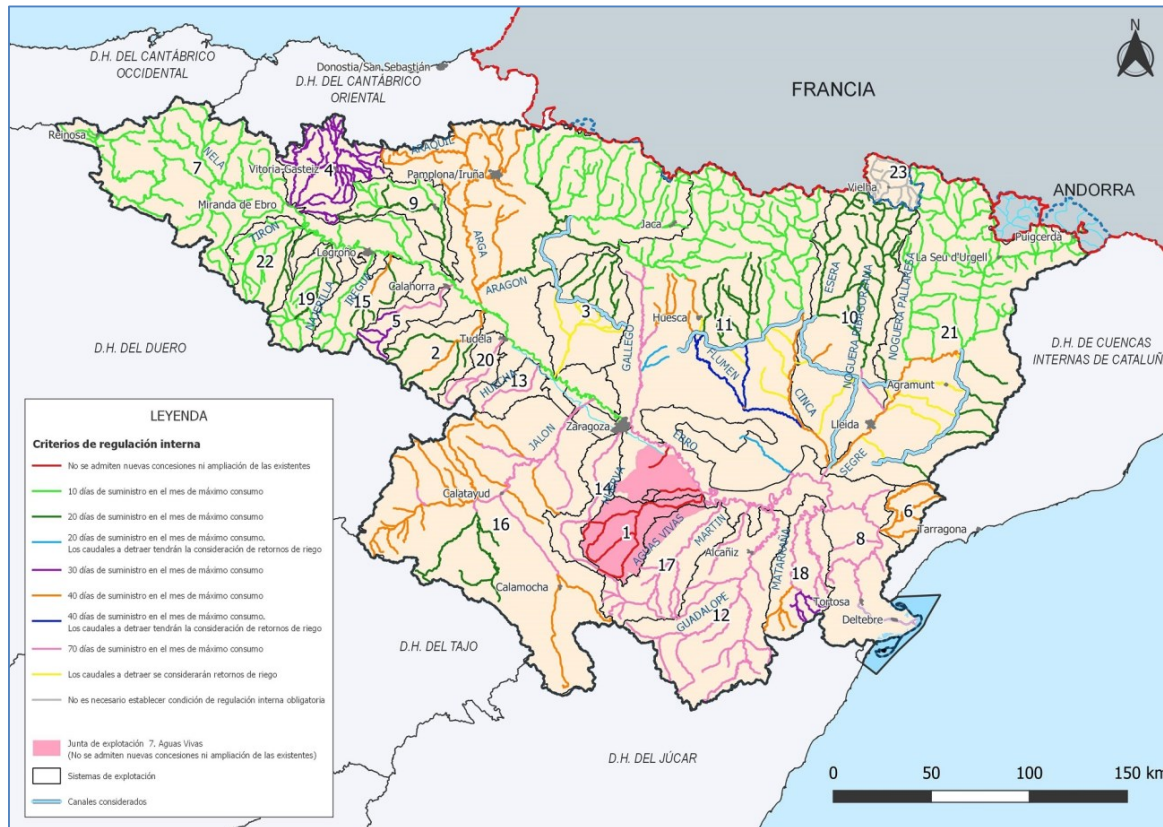 D.H. DEL CANTÁBRICO
OCCIDENTAL
Donostia/San Sebastián
D.H. DEL CANTÁBRICO
ORIENTAL
N
FRANCIA
Reinosa
NELA
7
Vitoria-Gasteiz
4
ARAQUIL
Pamplona/Iruña
23
Vielha
ANDORRA
Miranda de Ebro
9
Jaca
Puigcerdà
TIRÓN
ARGA
La Seu d'Urgell
22
Logroño
ESERA
NOGUERA RIBAGORZANA
NOGUERA PALLARESA
19
NAJERILLA
IREGUA
15
Calahorra
ARAGON
3
Huesca
11
10
21
5
GALLEGO
D.H. DEL DUERO
2
Tudela
20
FLUMEN
D.H. DE CUENCAS
INTERNAS DE CATALUÑ
HUECHA
13
CINCA
Agramunt
Zaragoza
Lleida
JALON
EBRO
SEGRE
Calatayud
14
HUERVA
16
1
AGUAS VIVAS
MARTIN
6
Tarragona
17
Alcañiz
MATARRAÑA
8
Calamocha
18
Tortosa
GUADALOPE
12
Deltebre
D.H. DEL TAJO
D.H. DEL JÚCAR
LEYENDA
Criterios de regulación interna
No se admiten nuevas concesiones ni ampliación de las existentes
10 días de suministro en el mes de máximo consumo
20 días de suministro en el mes de máximo consumo
20 días de suministro en el mes de máximo consumo.
Los caudales a detraer tendrán la consideración de retornos de riego
30 días de suministro en el mes de máximo consumo
40 días de suministro en el mes de máximo consumo
40 días de suministro en el mes de máximo consumo.
Los caudales a detraer tendrán la consideración de retornos de riego
70 días de suministro en el mes de máximo consumo
Los caudales a detraer se considerarán retornos de riego
No es necesario establecer condición de regulación interna obligatoria
Junta de explotación 7, Aguas Vivas
(No se admiten nuevas concesiones ni ampliación de las existentes)
Sistemas de explotación
Canales considerados
0 50 100 150 km